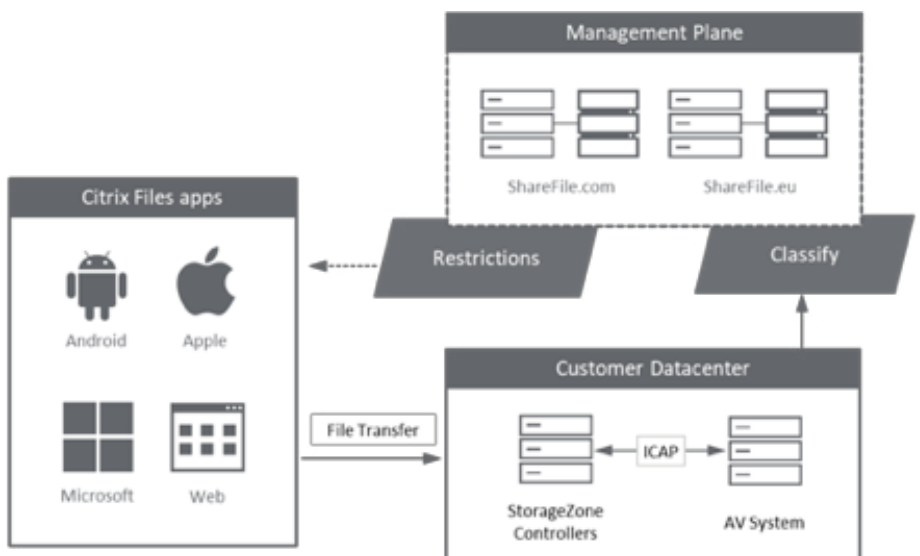 Management Plane
ShareFile.com
ShareFile.eu
Citrix Files apps
Restrictions
Classify
Android
Apple
Customer Datacenter
File Transfer
ICAP
Microsoft
Web
StorageZone
Controllers
AV System